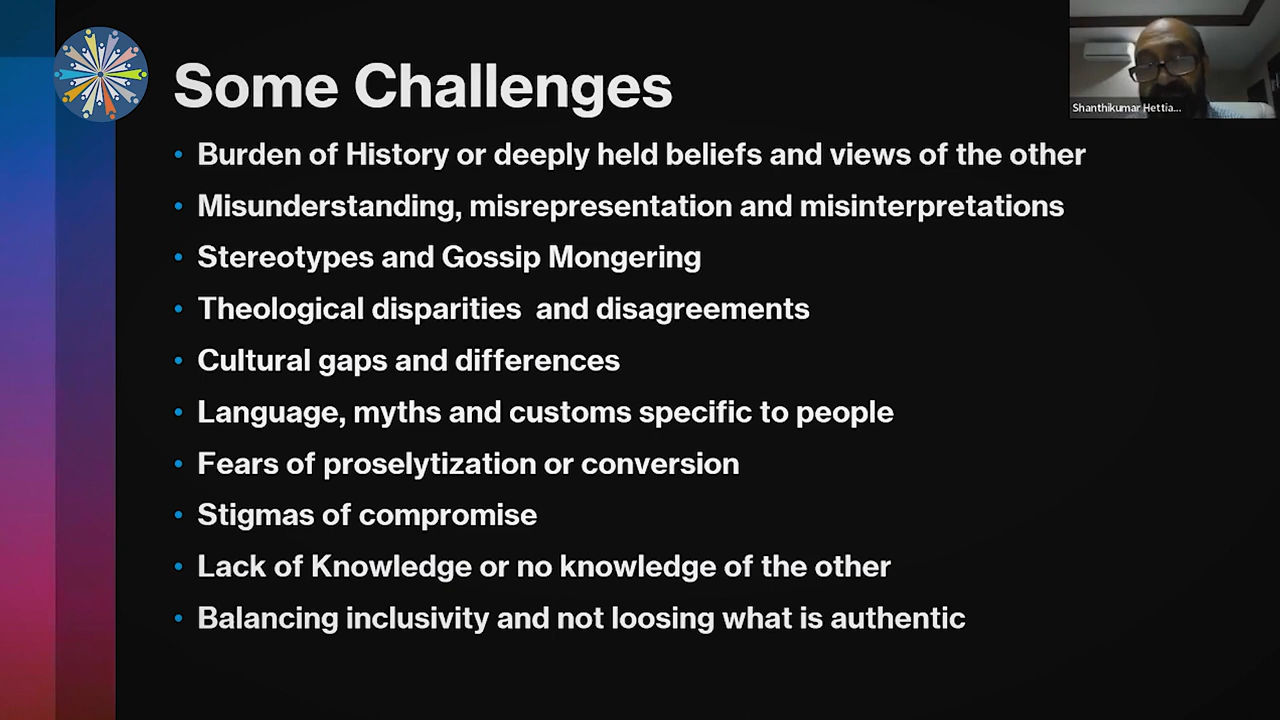 Some Challenges
Shanthikumar Hettia...
• Burden of History or deeply held beliefs and views of the other
• Misunderstanding, misrepresentation and misinterpretations
• Stereotypes and Gossip Mongering
• Theological disparities  and disagreements
• Cultural gaps and differences
• Language, myths and customs specific to people
• Fears of proselytization or conversion
• Stigmas of compromise
• Lack of Knowledge or no knowledge of the other
• Balancing inclusivity and not loosing what is authentic